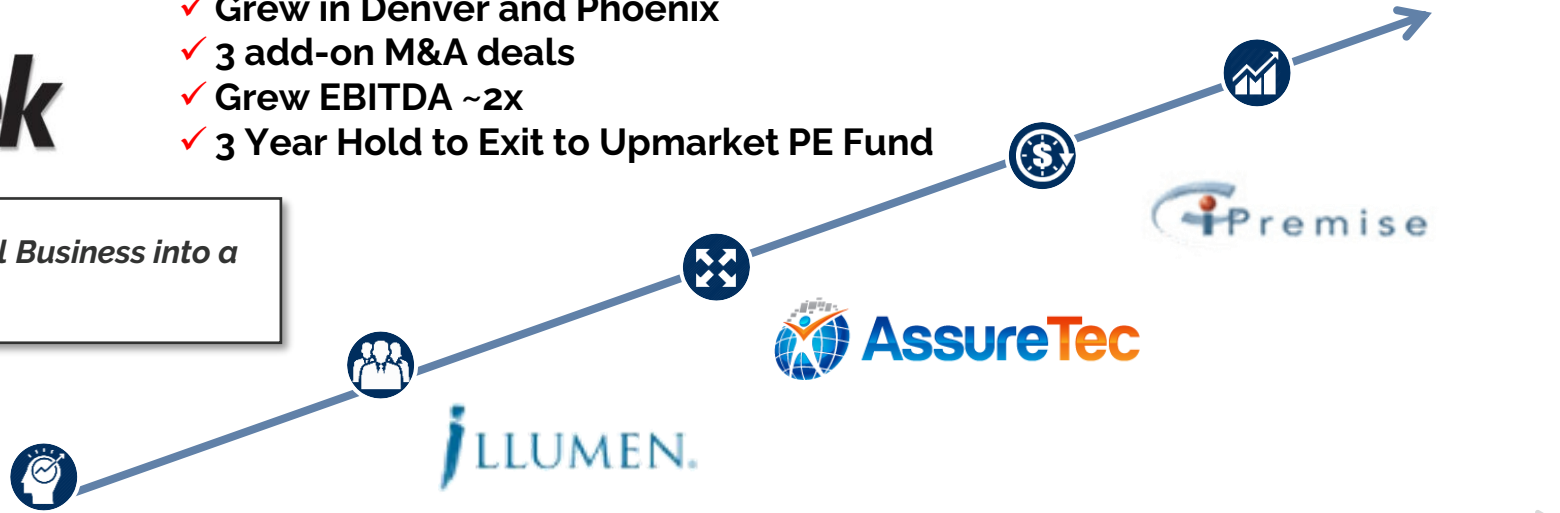 Grew in Denver and Phoenix
3 add-on M&A deals
Grew EBITDA ~2x
3 Year Hold to Exit to Upmarket PE Fund
Business into a
$
iPremise
AssureTec
iLLUMEN.